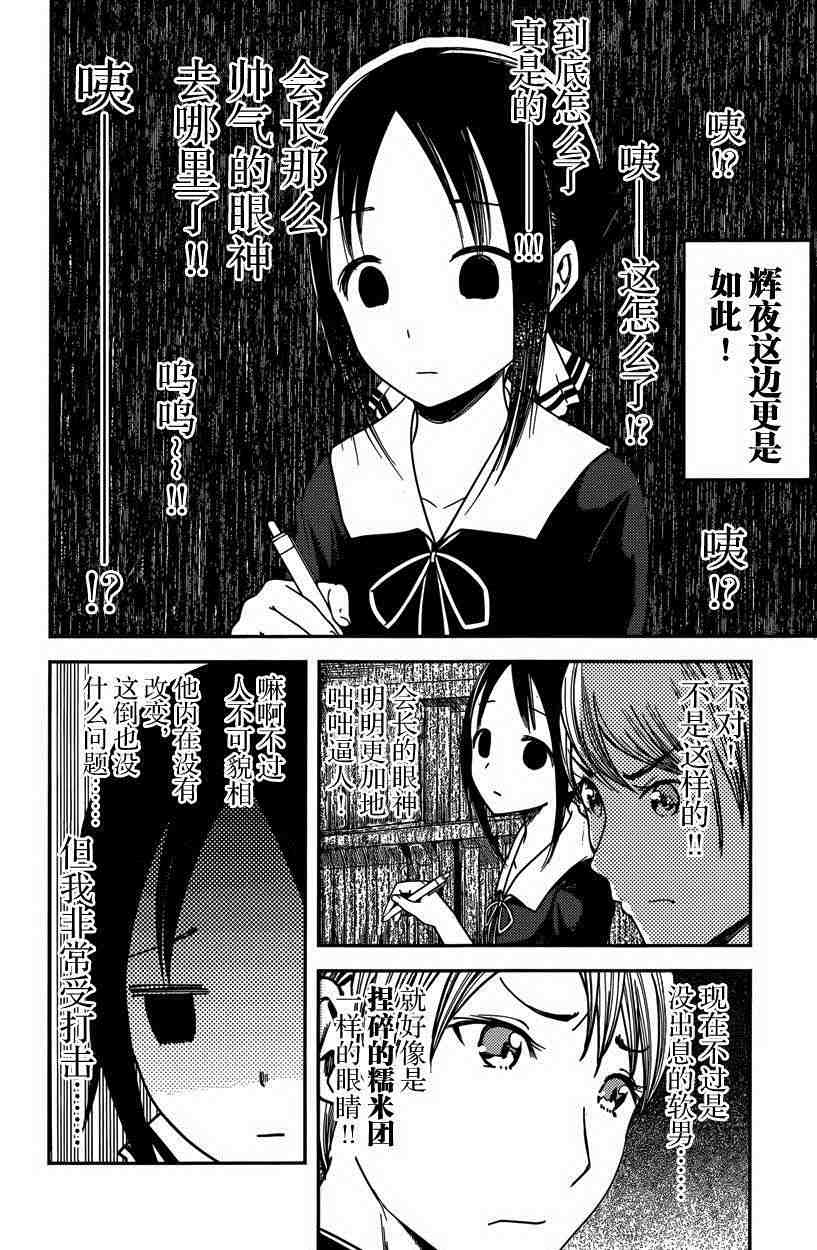 辉夜这边更是
如此！
咦
!?
咦
!?
咦——这怎么了
!?
到底怎么了
真是的——!!!
会长那么
帅气的眼神
去哪里了!!
呜呜~~!!
咦————!?
不对！
不是这样的!!
会长的眼神
明明更加地
咄咄逼人！
现在不过是
没出息的软男……
就好像是
捏碎的糯米团
一样的眼睛!!
嘛啊不过
人不可貌相
他内在没有
改变，
这倒也没
什么问题……
但我非常受打击……